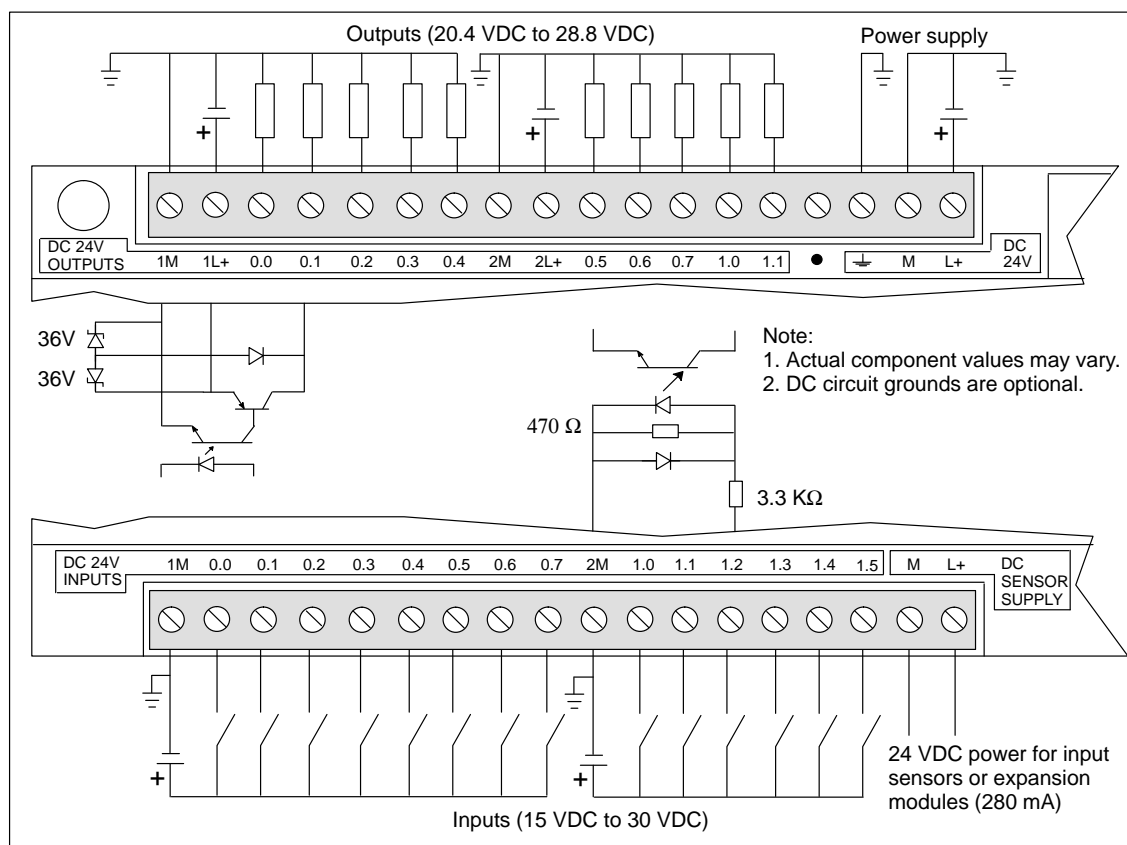 Outputs (20.4 VDC to 28.8 VDC)
Power supply
+
+
+
DC 24V
OUTPUTS
1M 1L+ 0.0 0.1 0.2 0.3 0.4 2M 2L+ 0.5 0.6 0.7 1.0 1.1 M L+
DC
24V
36V
36V
Note:
1. Actual component values may vary.
2. DC circuit grounds are optional.
470 Ω
3.3 KΩ
DC 24V
INPUTS
1M 0.0 0.1 0.2 0.3 0.4 0.5 0.6 0.7 2M 1.0 1.1 1.2 1.3 1.4 1.5 M L+
DC
SENSOR
SUPPLY
+
+
24 VDC power for input
sensors or expansion
modules (280 mA)
Inputs (15 VDC to 30 VDC)